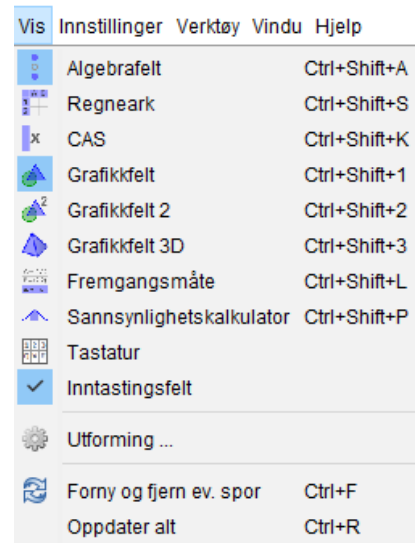 Vis Innstillinger Verktøy Vindu Hjelp
Algebrafelt Ctrl+Shift+A
Regneark Ctrl+Shift+S
x CAS Ctrl+Shift+K
Grafikkfelt Ctrl+Shift+1
2 Grafikkfelt 2 Ctrl+Shift+2
Grafikkfelt 3D Ctrl+Shift+3
Fremgangsmåte Ctrl+Shift+L
Sannsynlighetskalkulator Ctrl+Shift+P
Tastatur
Inntastingsfelt
Utforming ...
Forny og fjern ev. spor Ctrl+F
Oppdater alt Ctrl+R